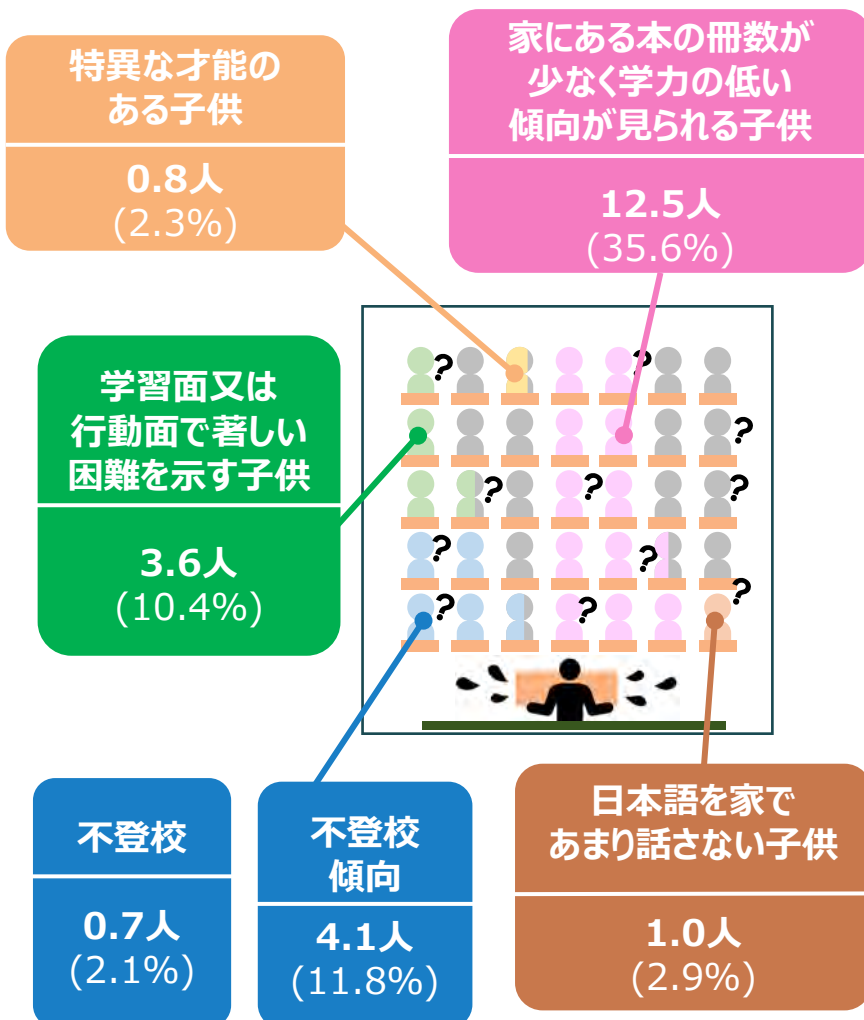 特異な才能の
ある子供
0.8人
(2.3%)
家にある本の冊数が
少なく学力の低い
傾向が見られる子供
12.5人
(35.6%)
学習面又は
行動面で著しい
困難を示す子供
3.6人
(10.4%)
?
?
?
?
?
?
?
?
?
?
?
不登校
0.7人
(2.1%)
不登校
傾向
4.1人
(11.8%)
日本語を家で
あまり話さない子供
1.0人
(2.9%)